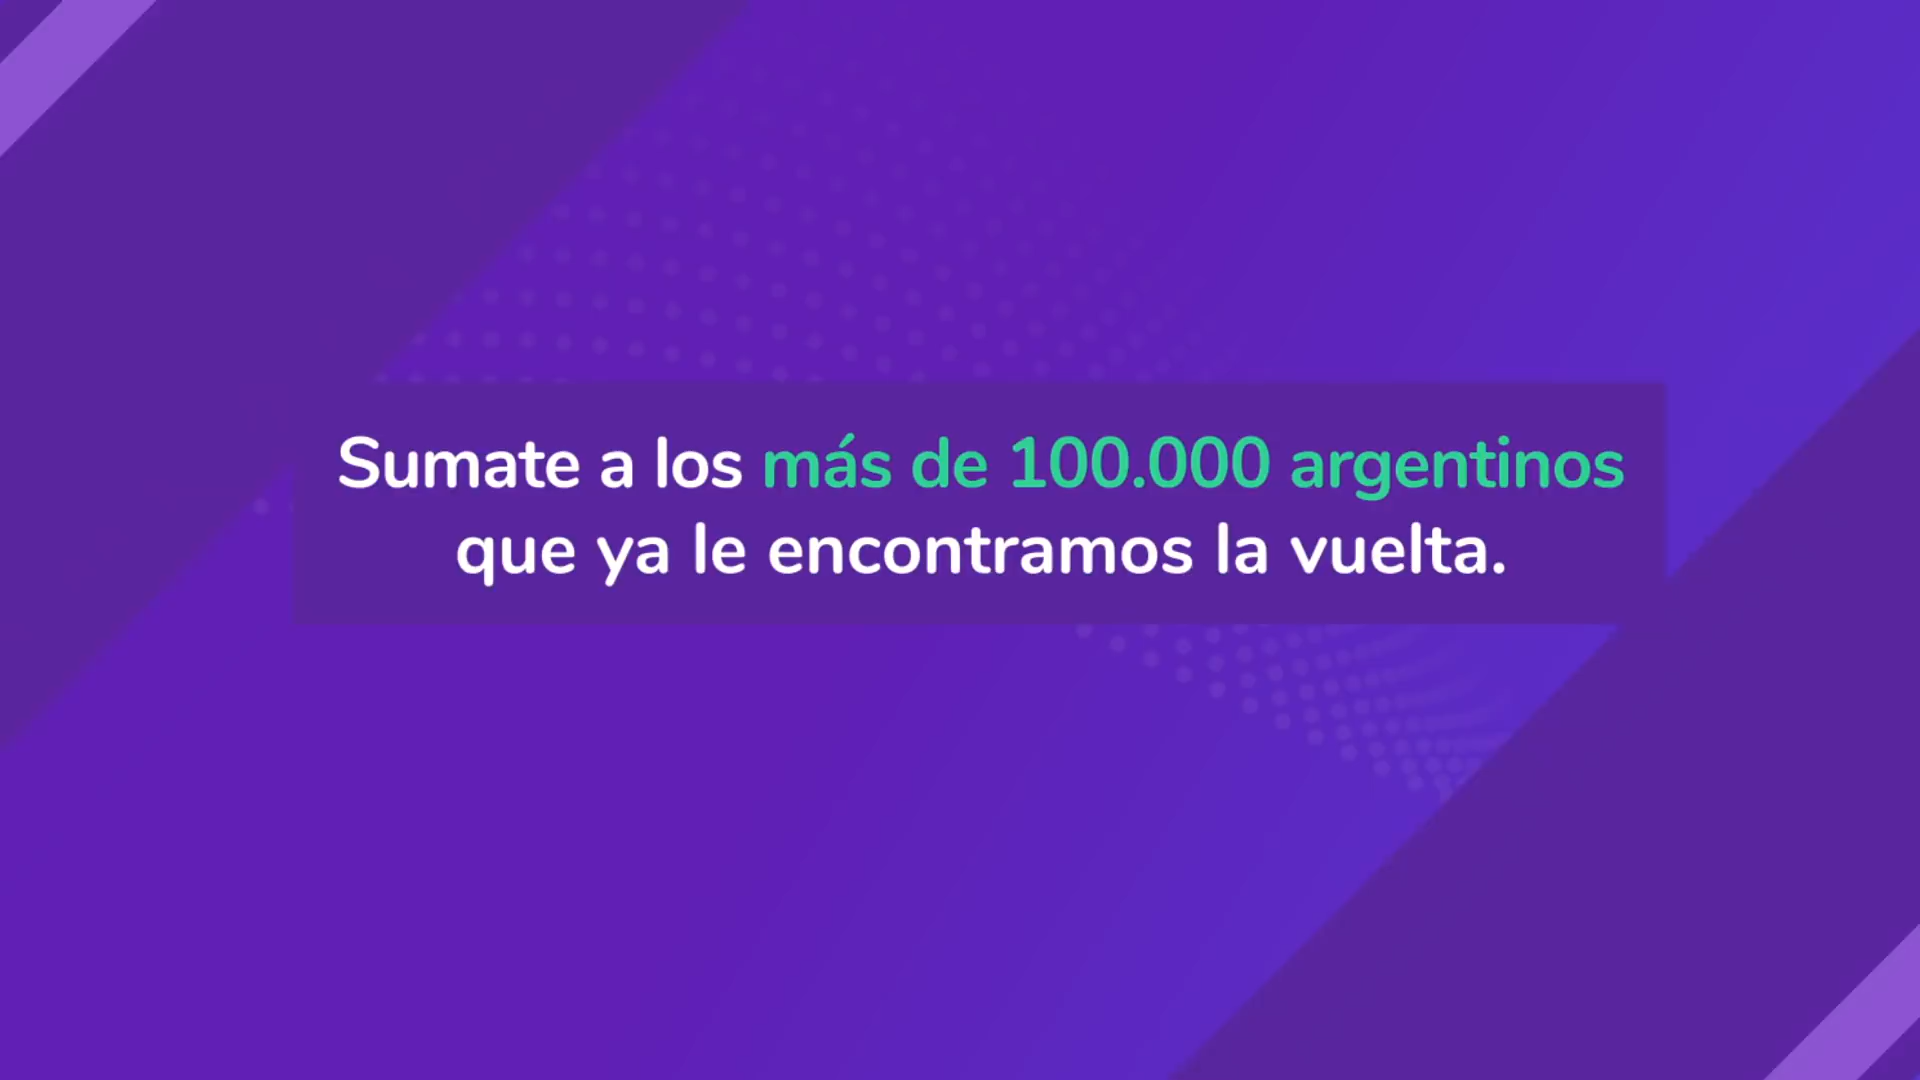 Sumate a los más de 100.000 argentinos
que ya le encontramos la vuelta.